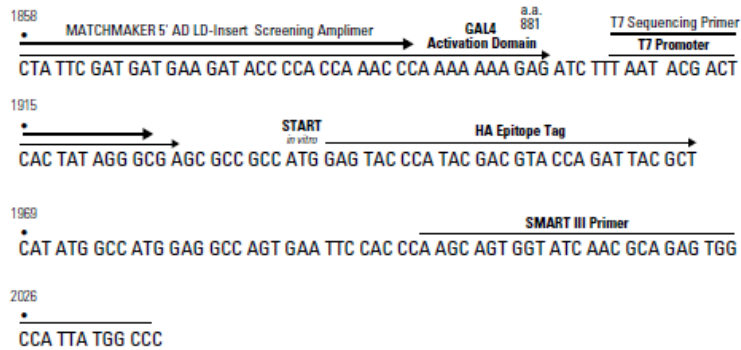 1858
a.a.
881
MATCHMAKER 5' AD LD-Insert Screening Amplimer
GAL4
Activation Domain
T7 Sequencing Primer
T7 Promoter
CTA TTC GAT GAT GAA GAT ACC CCA CCA AAC CCA AAA AAA GAG ATC TTT AAT ACG ACT
1915
START
in vitro
HA Epitope Tag
CAC TAT AGG GCG AGC GCC GCC ATG GAG TAC CCA TAC GAC GTA CCA GAT TAC GCT
1969
SMART III Primer
CAT ATG GCC ATG GAG GCC AGT GAA TTC CAC CCA AGC AGT GGT ATC AAC GCA GAG TGG
2026
CCA TTA TGG CCC